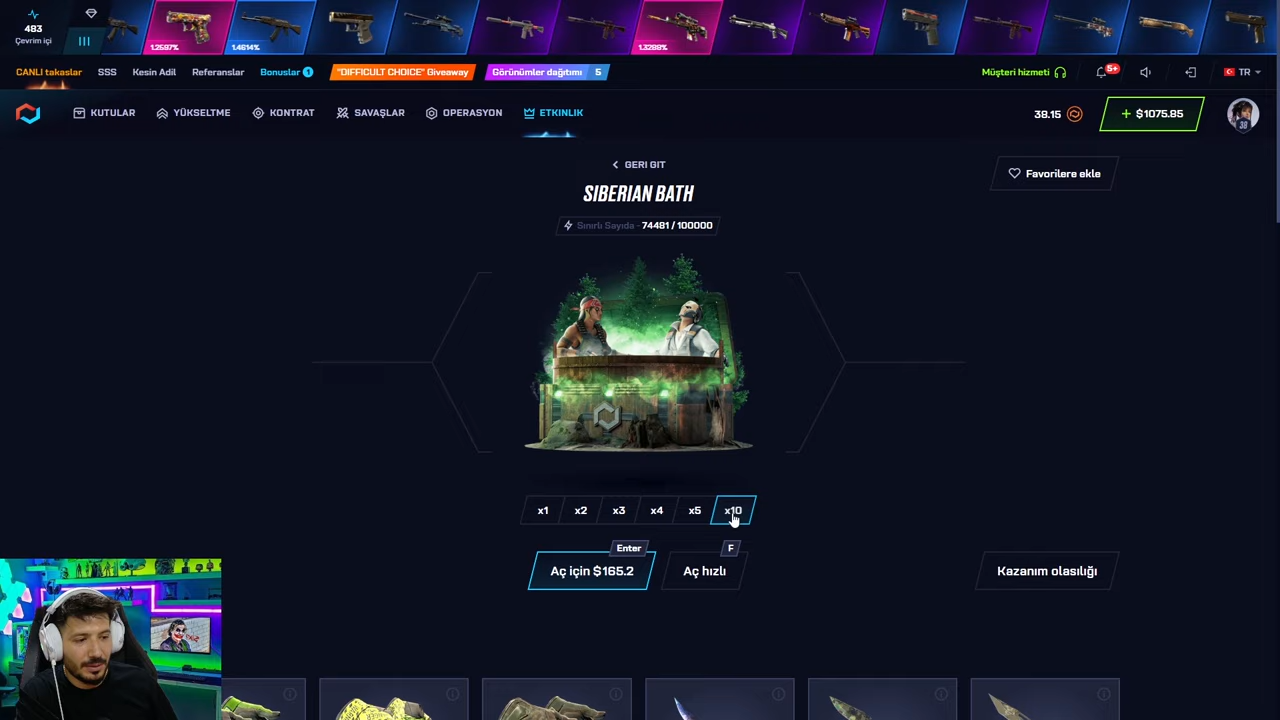 483
Çevrim içi
1.2597%
1.4614%
1.3288%
CANLI takaslar
SSS
Kesin Adil
Referanslar
Bonuslar 1
"DIFFICULT CHOICE" Giveaway
Görünümler dağıtımı 5
Müşteri hizmeti
5+
TR
KUTULAR
YÜKSELTME
KONTRAT
SAVAŞLAR
OPERASYON
ETKINLIK
38.15
+ $1075.85
38
GERI GIT
Favorilere ekle
SIBERIAN BATH
Sınırlı Sayıda - 74481 / 100000
x1
x2
x3
x4
x5
x10
Enter
F
Aç için $165.2
Aç hızlı
Kazanım olasılığı